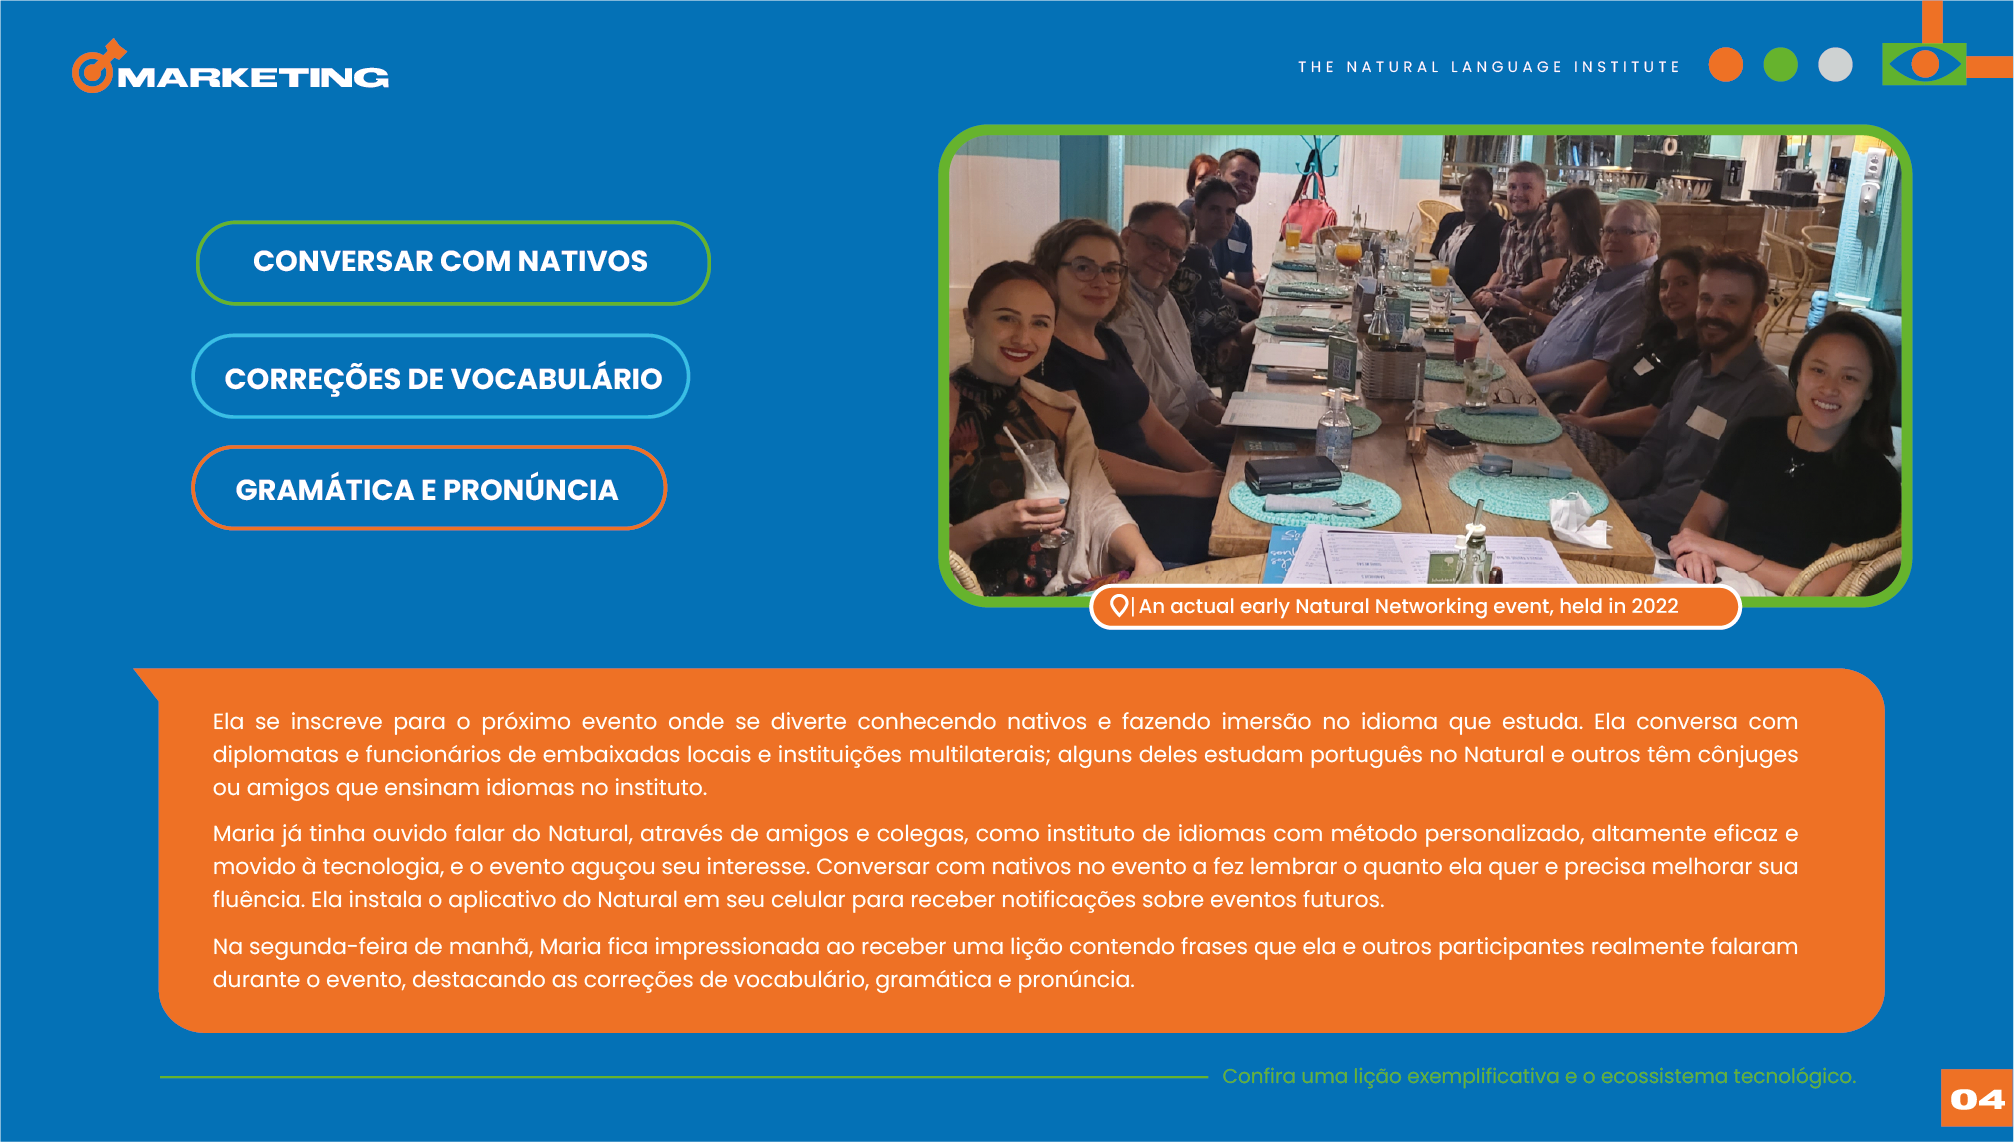 MARKETING
THE NATURAL LANGUAGE INSTITUTE
CONVERSAR COM NATIVOS
CORREÇÕES DE VOCABULÁRIO
GRAMÁTICA E PRONÚNCIA
| An actual early Natural Networking event, held in 2022
Ela se inscreve para o próximo evento onde se diverte conhecendo nativos e fazendo imersão no idioma que estuda. Ela conversa com
diplomatas e funcionários de embaixadas locais e instituições multilaterais; alguns deles estudam português no Natural e outros têm cônjuges
ou amigos que ensinam idiomas no instituto.
Maria já tinha ouvido falar do Natural, através de amigos e colegas, como instituto de idiomas com método personalizado, altamente eficaz e
movido à tecnologia, e o evento aguçou seu interesse. Conversar com nativos no evento a fez lembrar o quanto ela quer e precisa melhorar sua
fluência. Ela instala o aplicativo do Natural em seu celular para receber notificações sobre eventos futuros.
Na segunda-feira de manhã, Maria fica impressionada ao receber uma lição contendo frases que ela e outros participantes realmente falaram
durante o evento, destacando as correções de vocabulário, gramática e pronúncia.
Confira uma lição exemplificativa e o ecossistema tecnológico.
04